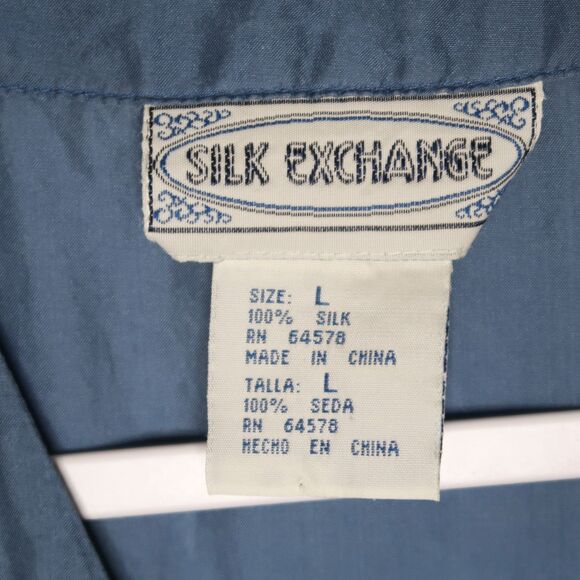 SILK EXCHANGE
SIZE: L
100% SILK
RN 64578
MADE IN CHINA
TALLA: L
100% SEDA
RN 64578
HECHO EN CHINA